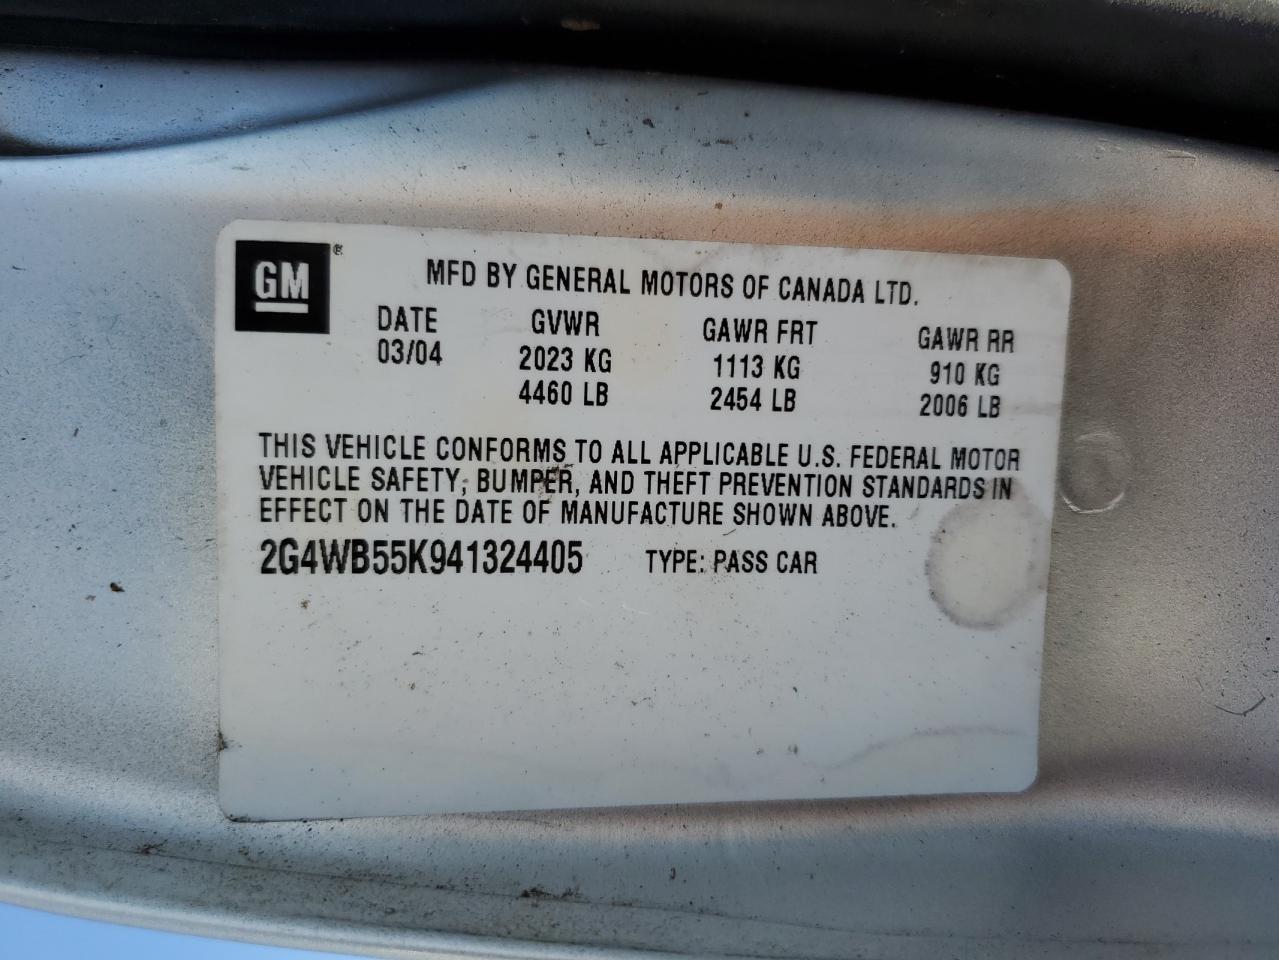 GM®
MFD BY GENERAL MOTORS OF CANADA LTD.
DATE GVWR GAWR FRT GAWR RR
03/04 2023 KG 1113 KG 910 KG
4460 LB 2454 LB 2006 LB
THIS VEHICLE CONFORMS TO ALL APPLICABLE U.S. FEDERAL MOTOR
VEHICLE SAFETY, BUMPER, AND THEFT PREVENTION STANDARDS IN
EFFECT ON THE DATE OF MANUFACTURE SHOWN ABOVE.
2G4WB55K941324405 TYPE: PASS CAR